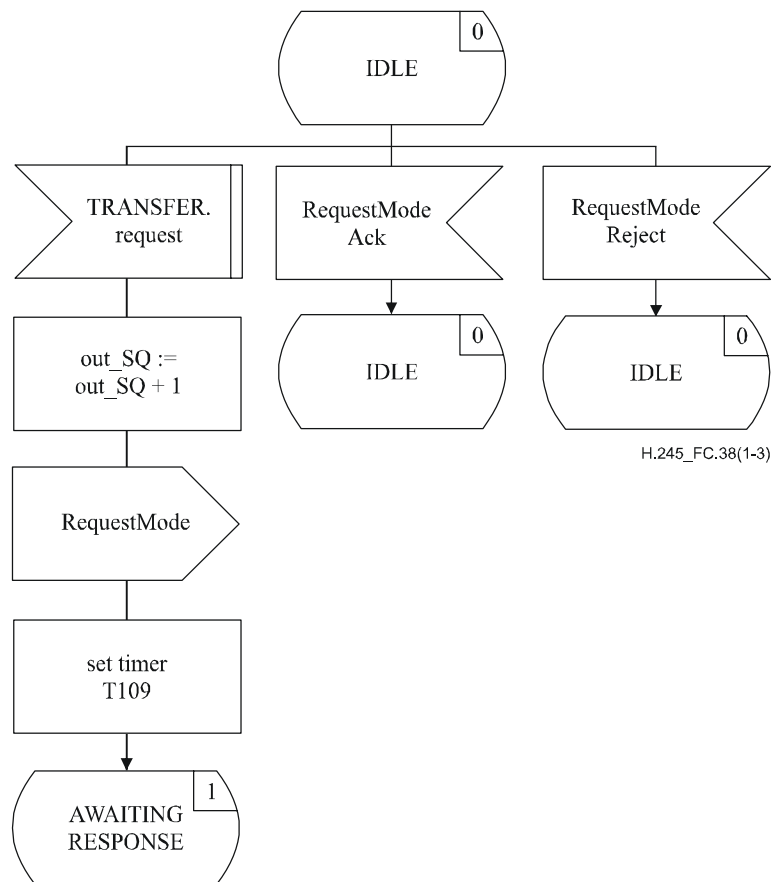 0
IDLE
TRANSFER.
request
RequestMode
Ack
RequestMode
Reject
out_SQ :=
out_SQ + 1
0
IDLE
0
IDLE
H.245_FC.38(1-3)
RequestMode
set timer
T109
1
AWAITING
RESPONSE